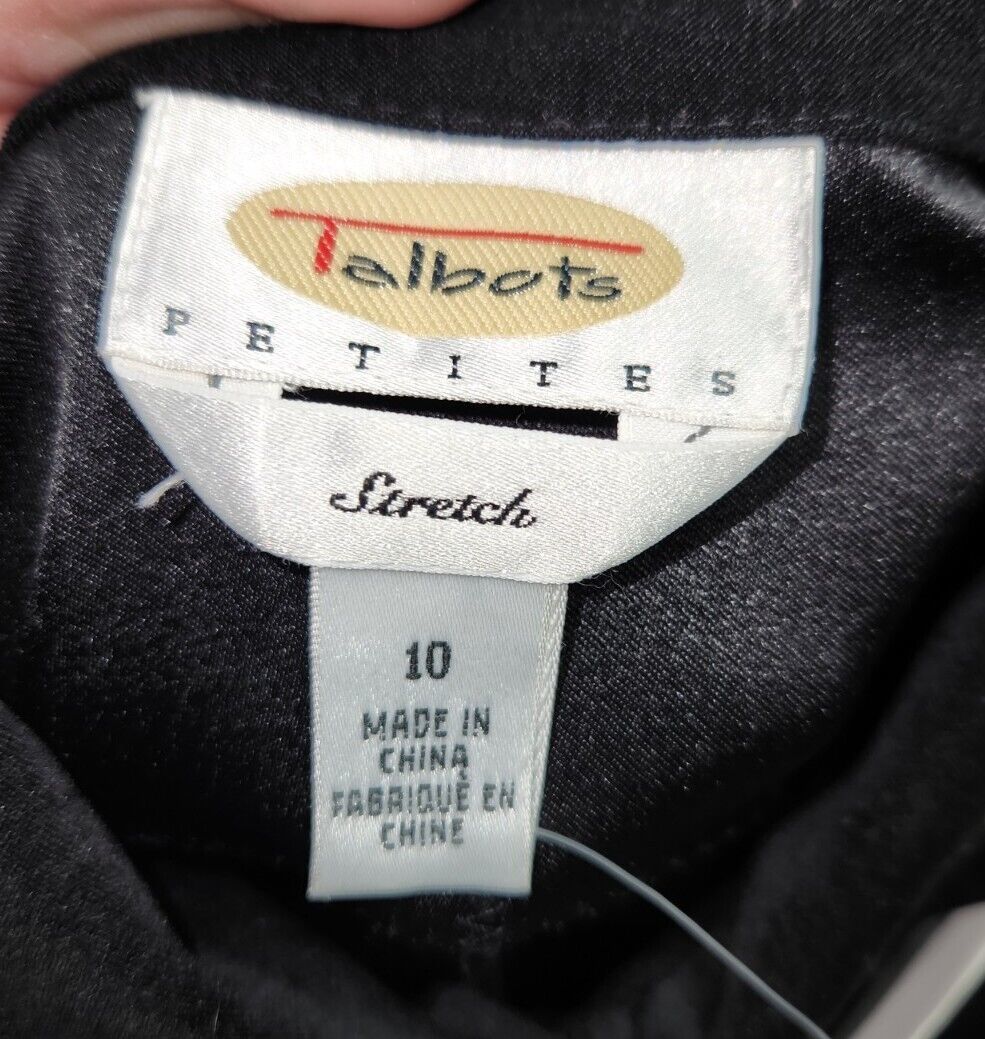 Talbots
PETITES
Stretch
10
MADE IN
CHINA
FABRIQUÉ EN
CHINE